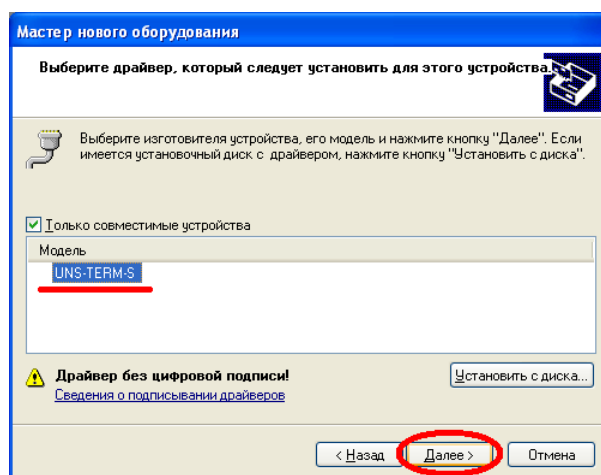 Мастер нового оборудования
Выберите драйвер, который следует установить для этого устройства.
Выберите изготовителя устройства, его модель и нажмите кнопку "Далее". Если
имеется установочный диск с драйвером, нажмите кнопку "Установить с диска".
Только совместимые устройства
Модель
UNS-TERM-S
Драйвер без цифровой подписи!
Установить с диска...
Сведения о подписывании драйверов
< Назад
Далее >
Отмена